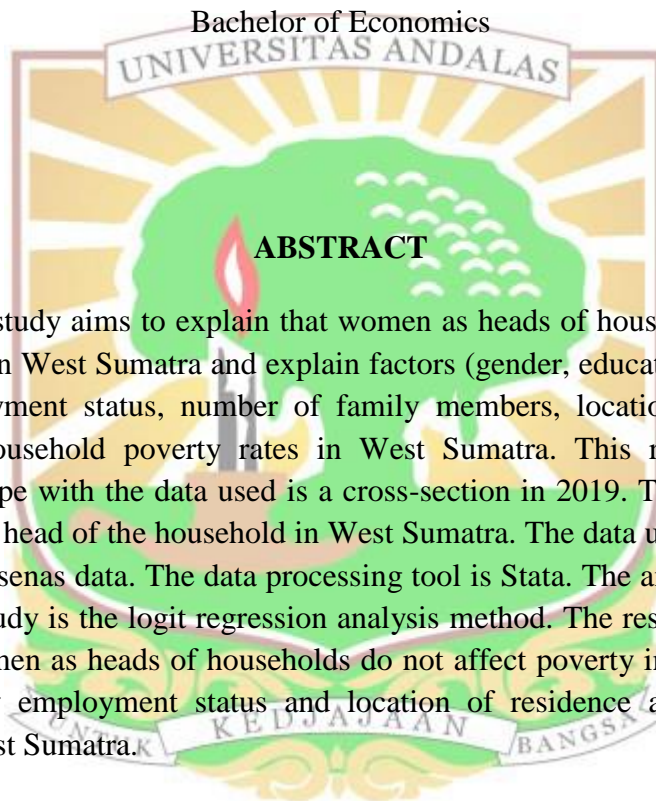 Bachelor of Economics
UNIVERSITAS ANDALAS
ABSTRACT
study aims to explain that women as heads of hous
n West Sumatra and explain factors (gender, educat
yment status, number of family members, locatio
ousehold poverty rates in West Sumatra. This r
pe with the data used is a cross-section in 2019. T
head of the household in West Sumatra. The data u
senas data. The data processing tool is Stata. The a
udy is the logit regression analysis method. The res
men as heads of households do not affect poverty in
employment status and location of residence a
st Sumatra.
UNTUK KEDJAJAAN BANGSA